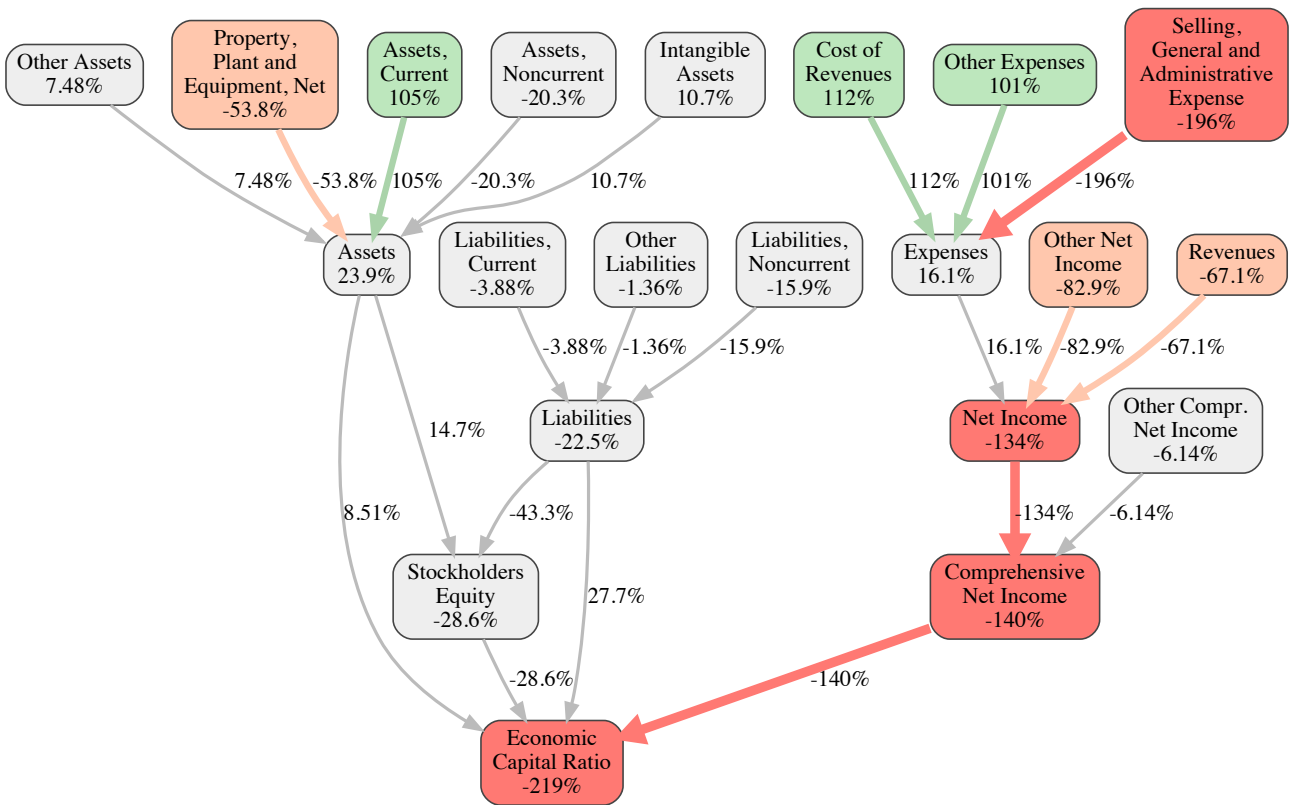 Other Assets
7.48%
Property,
Plant and
Equipment, Net
-53.8%
Assets,
Current
105%
Assets,
Noncurrent
-20.3%
Intangible
Assets
10.7%
Cost of
Revenues
112%
Other Expenses
101%
Selling,
General and
Administrative
Expense
-196%
7.48%
-53.8%
105%
-20.3%
10.7%
112%
101%
-196%
Assets
23.9%
Liabilities,
Current
-3.88%
Other
Liabilities
-1.36%
Liabilities,
Noncurrent
-15.9%
Expenses
16.1%
Other Net
Income
-82.9%
Revenues
-67.1%
-3.88%
-1.36%
-15.9%
16.1%
-82.9%
-67.1%
14.7%
Liabilities
-22.5%
Net Income
-134%
Other Compr.
Net Income
-6.14%
8.51%
-43.3%
-134%
-6.14%
Stockholders
Equity
-28.6%
27.7%
Comprehensive
Net Income
-140%
-28.6%
-140%
Economic
Capital Ratio
-219%